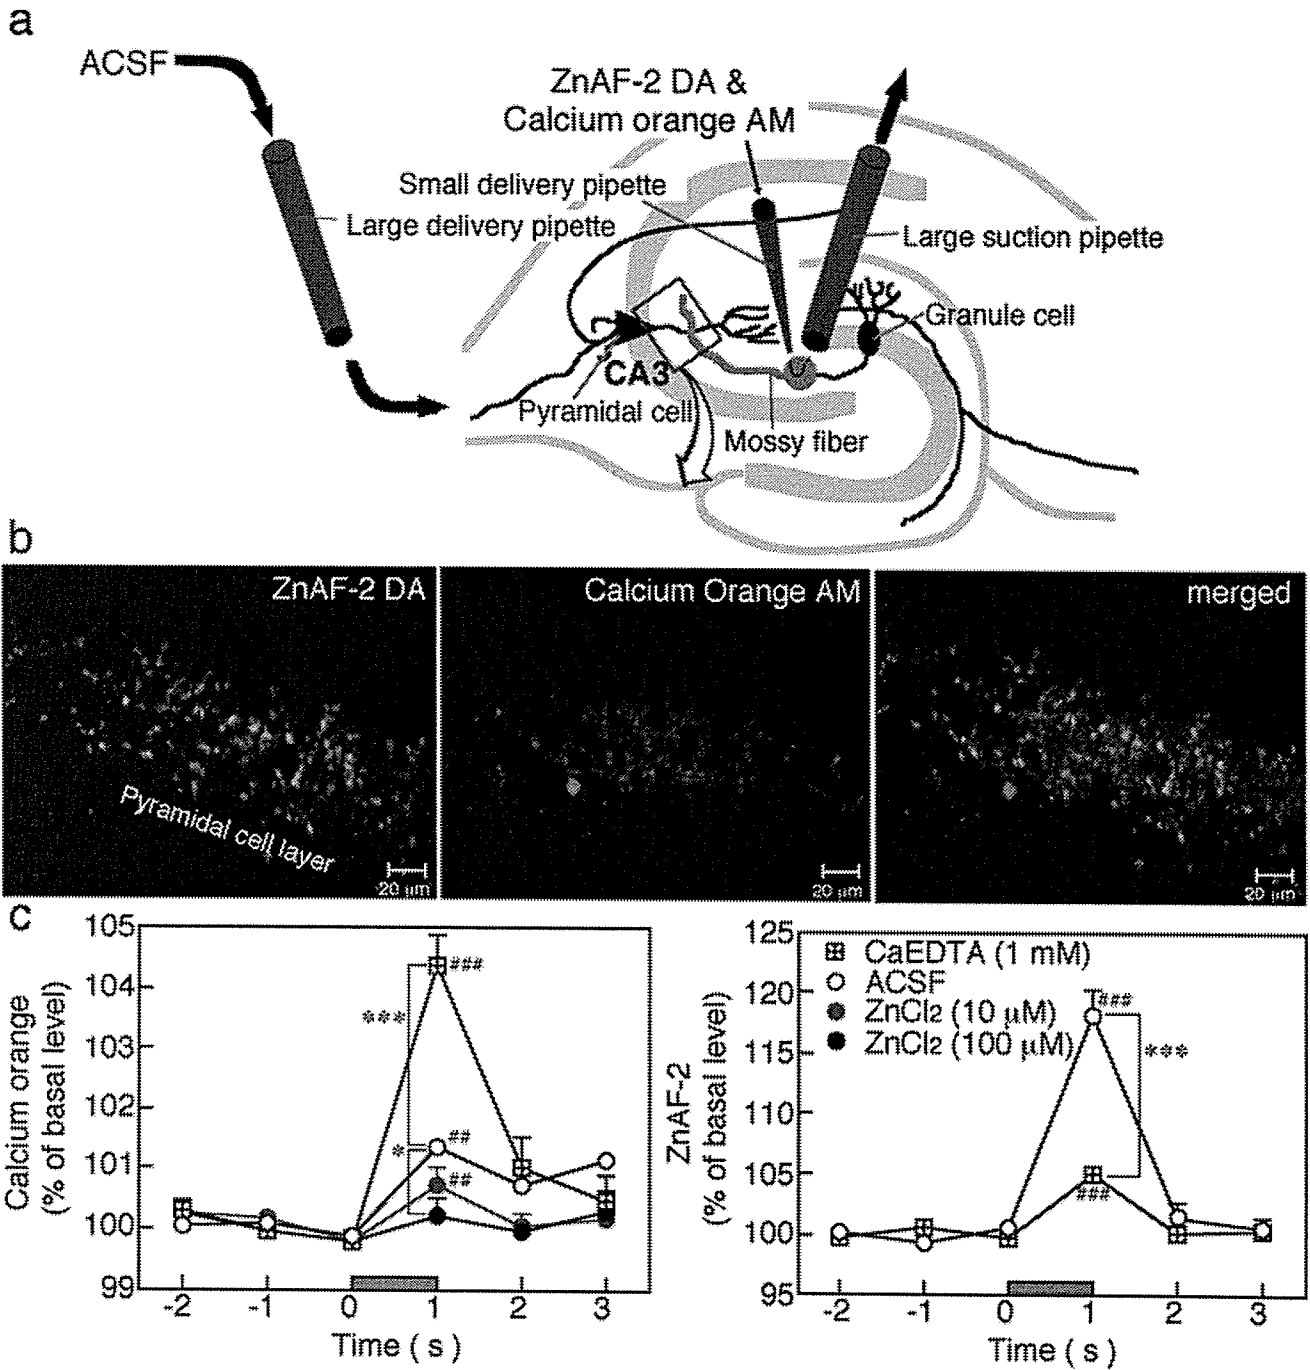 a
ACSF
ZnAF-2 DA &
Calcium orange AM
Small delivery pipette
Large delivery pipette
Large suction pipette
Granule cell
CA3
Pyramidal cell
Mossy fiber
b
ZnAF-2 DA
Calcium Orange AM
merged
Pyramidal cell layer
20 μm
20 μm
20 μm
c
Calcium orange
(% of basal level)
105
104
103
102
101
100
99
###
***
##
*
##
-2 -1 0 1 2 3
Time ( s )
ZnAF-2
(% of basal level)
125
120
115
110
105
100
95
CaEDTA (1 mM)
ACSF
ZnCl2 (10 μM)
ZnCl2 (100 μM)
###
***
###
-2 -1 0 1 2 3
Time ( s )